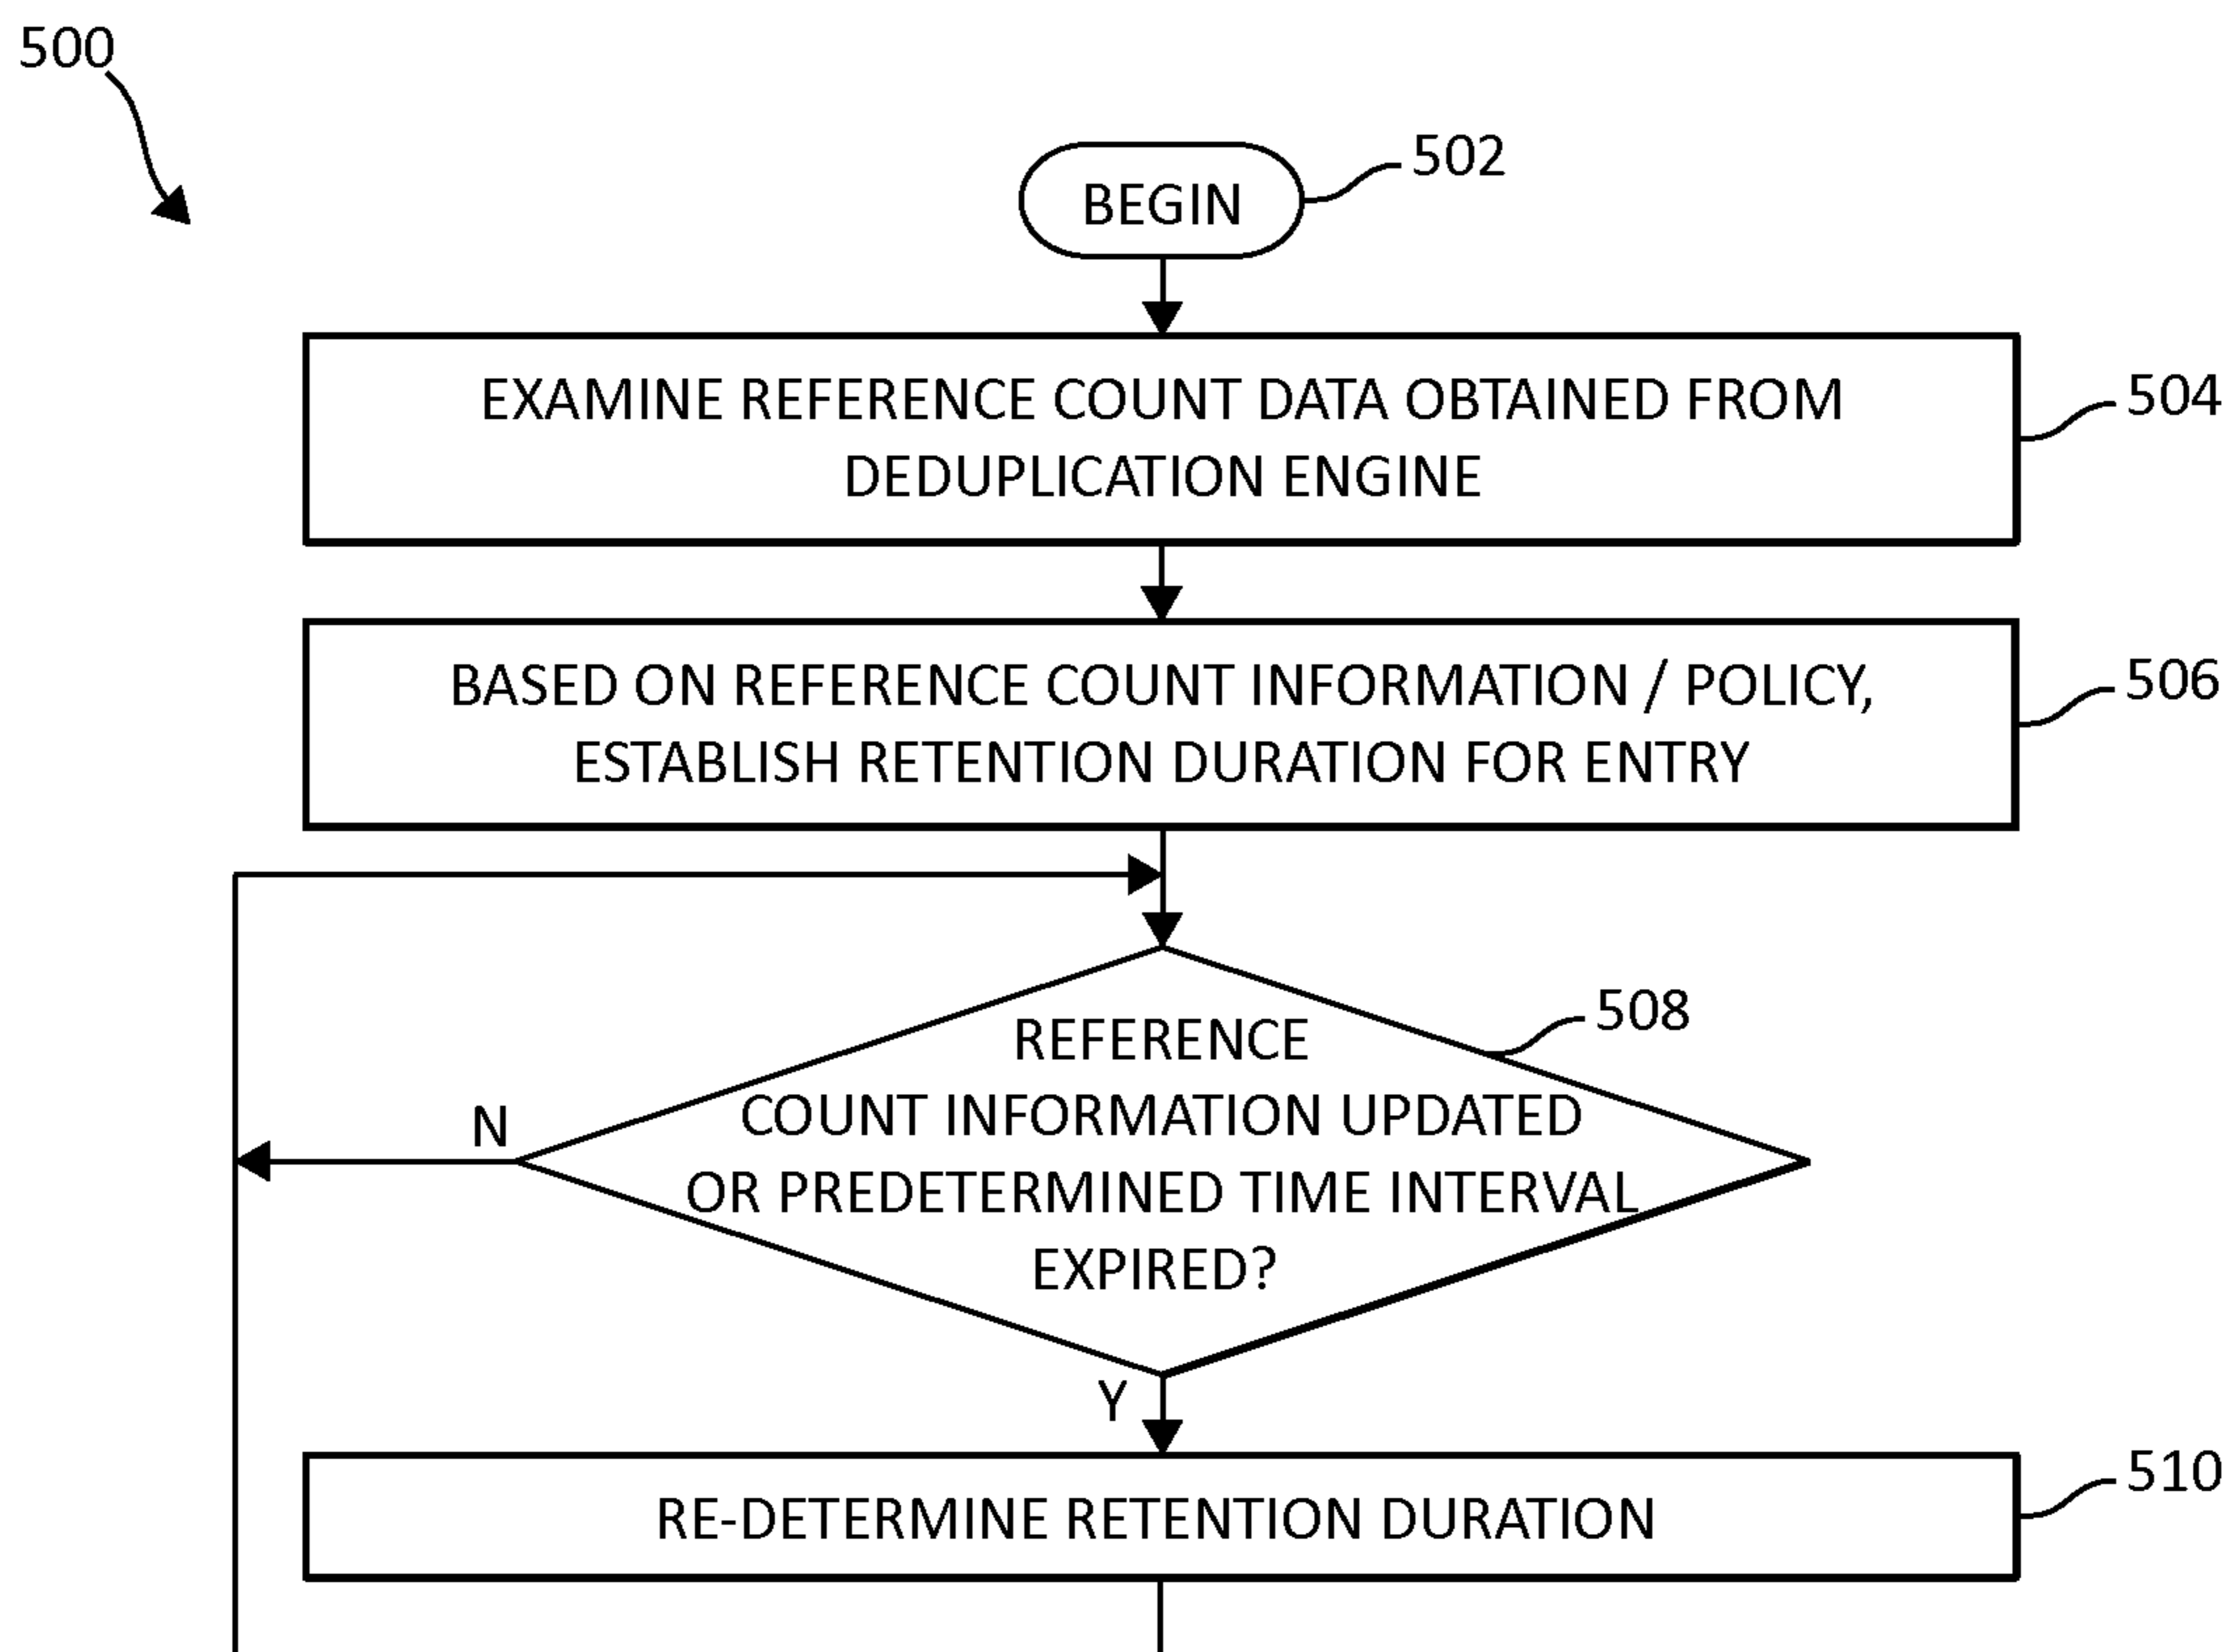 500
BEGIN
502
EXAMINE REFERENCE COUNT DATA OBTAINED FROM
DEDUPLICATION ENGINE
504
BASED ON REFERENCE COUNT INFORMATION / POLICY,
ESTABLISH RETENTION DURATION FOR ENTRY
506
REFERENCE
COUNT INFORMATION UPDATED
OR PREDETERMINED TIME INTERVAL
EXPIRED?
508
N
Y
RE-DETERMINE RETENTION DURATION
510